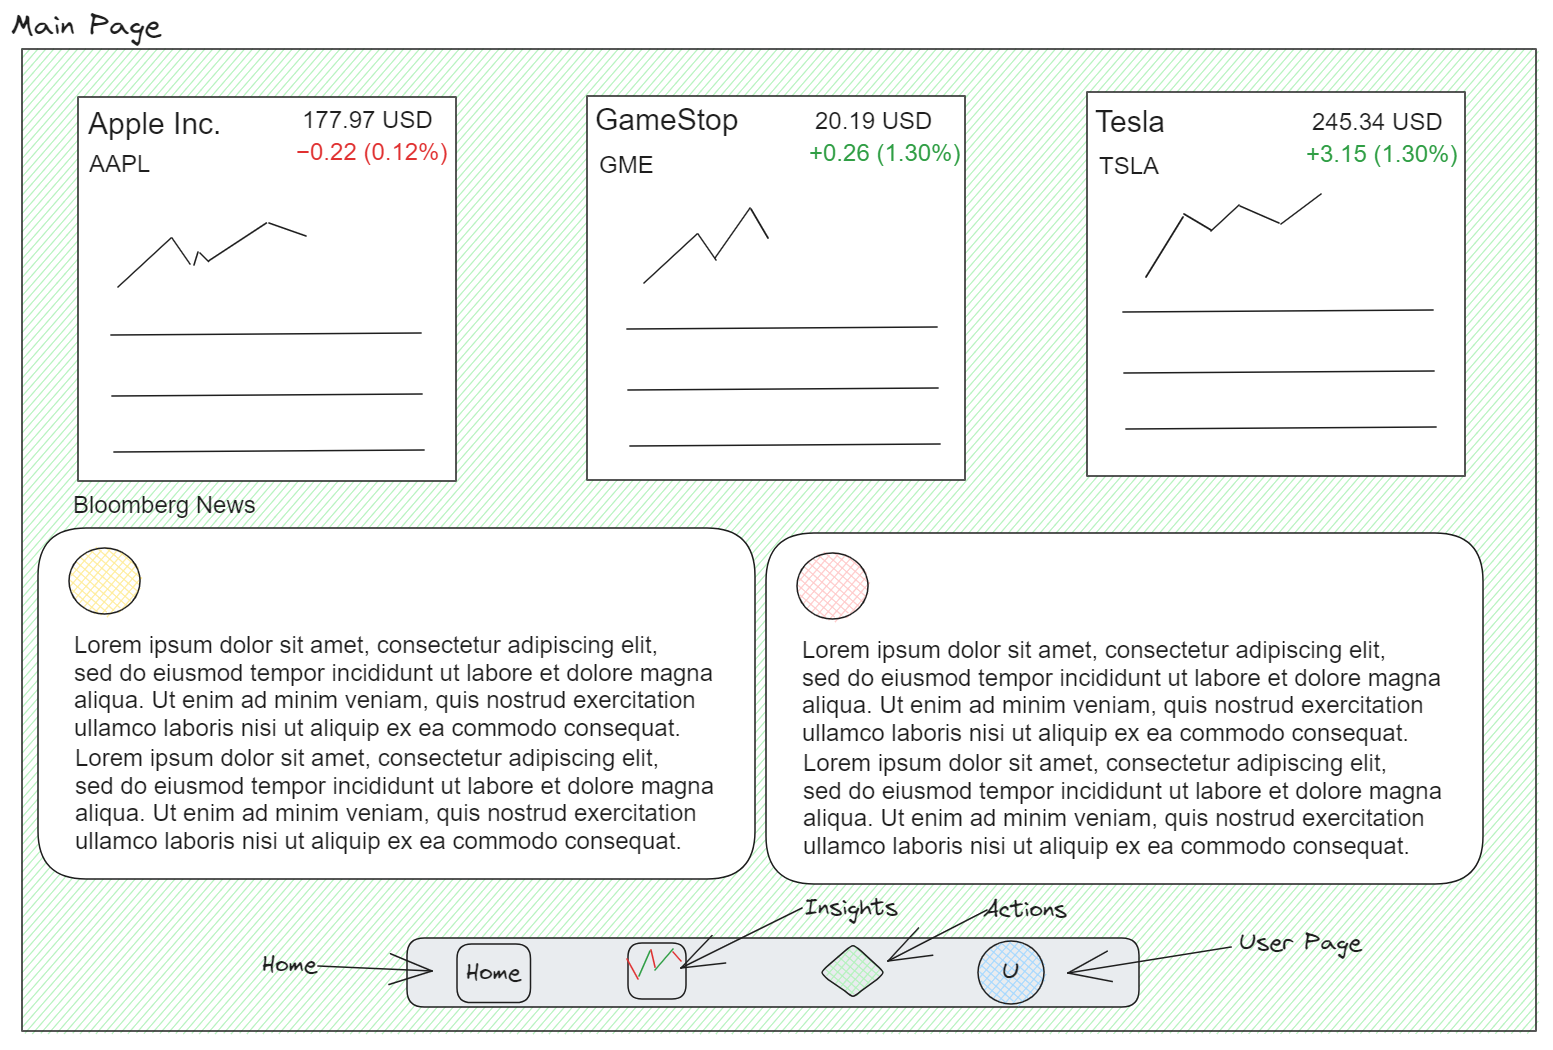 Main Page
Apple Inc.
177.97 USD
−0.22 (0.12%)
AAPL
GameStop
20.19 USD
+0.26 (1.30%)
GME
Tesla
245.34 USD
+3.15 (1.30%)
TSLA
Bloomberg News
Lorem ipsum dolor sit amet, consectetur adipiscing elit,
sed do eiusmod tempor incididunt ut labore et dolore magna
aliqua. Ut enim ad minim veniam, quis nostrud exercitation
ullamco laboris nisi ut aliquip ex ea commodo consequat.
Lorem ipsum dolor sit amet, consectetur adipiscing elit,
sed do eiusmod tempor incididunt ut labore et dolore magna
aliqua. Ut enim ad minim veniam, quis nostrud exercitation
ullamco laboris nisi ut aliquip ex ea commodo consequat.
Lorem ipsum dolor sit amet, consectetur adipiscing elit,
sed do eiusmod tempor incididunt ut labore et dolore magna
aliqua. Ut enim ad minim veniam, quis nostrud exercitation
ullamco laboris nisi ut aliquip ex ea commodo consequat.
Lorem ipsum dolor sit amet, consectetur adipiscing elit,
sed do eiusmod tempor incididunt ut labore et dolore magna
aliqua. Ut enim ad minim veniam, quis nostrud exercitation
ullamco laboris nisi ut aliquip ex ea commodo consequat.
Insights
Actions
User Page
Home
Home
U